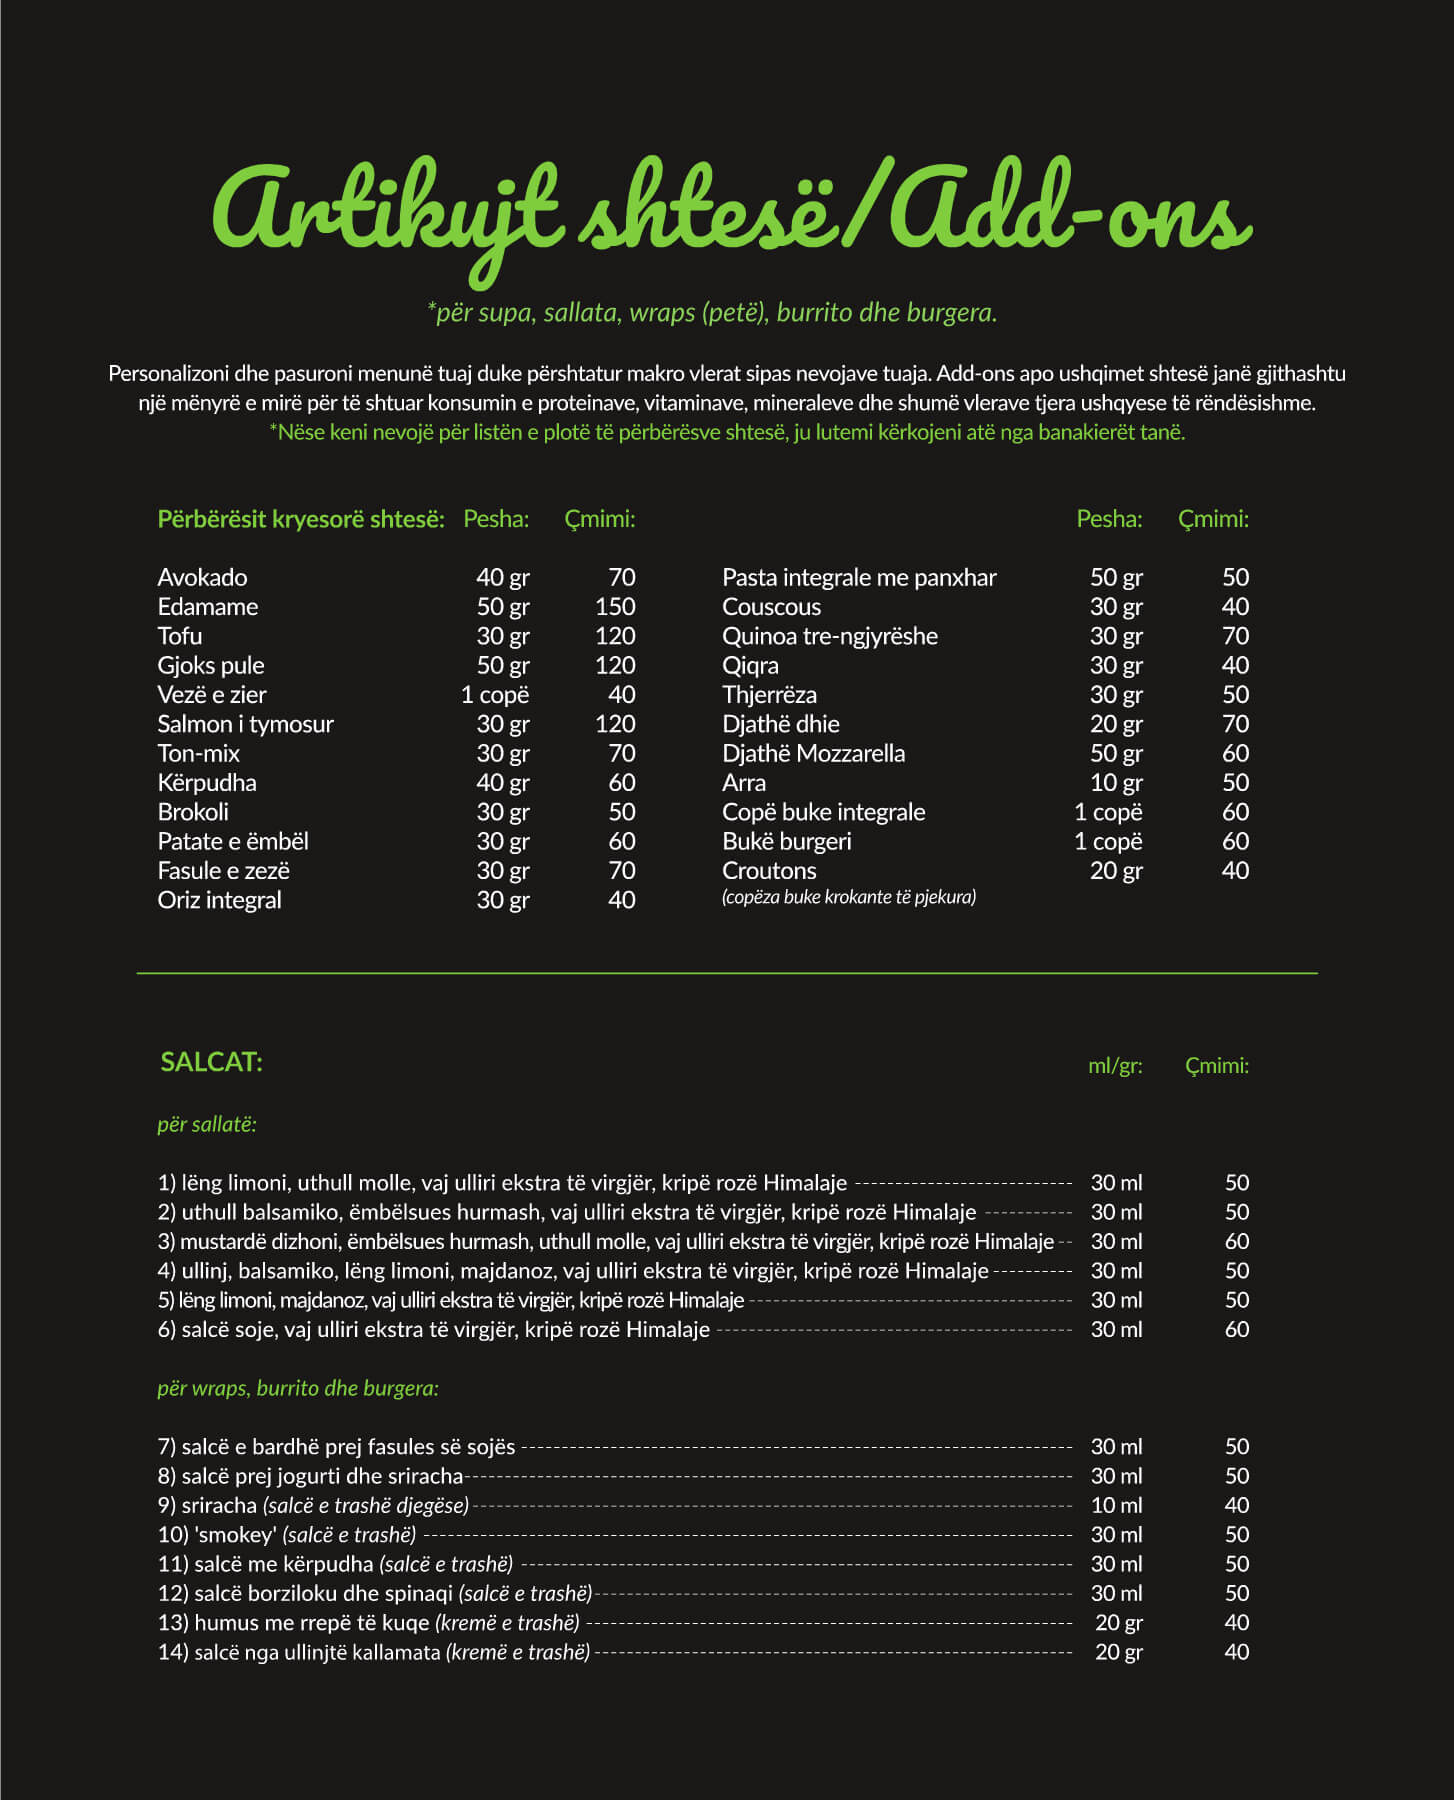 Artikujt shtesë/Add-ons
*për supa, sallata, wraps (petë), burrito dhe burgera.
Personalizoni dhe pasuroni menunë tuaj duke përshtatur makro vlerat sipas nevojave tuaja. Add-ons apo ushqimet shtesë janë gjithashtu
një mënyrë e mirë për të shtuar konsumin e proteinave, vitaminave, mineraleve dhe shumë vlerave tjera ushqyese të rëndësishme.
*Nëse keni nevojë për listën e plotë të përbërësve shtesë, ju lutemi kërkojeni atë nga banakierët tanë.
Përbërësit kryesorë shtesë: Pesha: Çmimi:
Avokado 40 gr 70
Edamame 50 gr 150
Tofu 30 gr 120
Gjoks pule 50 gr 120
Vezë e zier 1 copë 40
Salmon i tymosur 30 gr 120
Ton-mix 30 gr 70
Kërpudha 40 gr 60
Brokoli 30 gr 50
Patate e ëmbël 30 gr 60
Fasule e zezë 30 gr 70
Oriz integral 30 gr 40
Pesha: Çmimi:
Pasta integrale me panxhar 50 gr 50
Couscous 30 gr 40
Quinoa tre-ngjyrëshe 30 gr 70
Qiqra 30 gr 40
Thjerrëza 30 gr 50
Djathë dhie 20 gr 70
Djathë Mozzarella 50 gr 60
Arra 10 gr 50
Copë buke integrale 1 copë 60
Bukë burgeri 1 copë 60
Croutons 20 gr 40
(copëza buke krokante të pjekura)
SALCAT: ml/gr: Çmimi:
për sallatë:
1) lëng limoni, uthull molle, vaj ulliri ekstra të virgjër, kripë rozë Himalaje 30 ml 50
2) uthull balsamiko, ëmbëlsues hurmash, vaj ulliri ekstra të virgjër, kripë rozë Himalaje 30 ml 50
3) mustardë dizhoni, ëmbëlsues hurmash, uthull molle, vaj ulliri ekstra të virgjër, kripë rozë Himalaje 30 ml 60
4) ullinj, balsamiko, lëng limoni, majdanoz, vaj ulliri ekstra të virgjër, kripë rozë Himalaje 30 ml 50
5) lëng limoni, majdanoz, vaj ulliri ekstra të virgjër, kripë rozë Himalaje 30 ml 50
6) salcë soje, vaj ulliri ekstra të virgjër, kripë rozë Himalaje 30 ml 60
për wraps, burrito dhe burgera:
7) salcë e bardhë prej fasules së sojës 30 ml 50
8) salcë prej jogurti dhe sriracha 30 ml 50
9) sriracha (salcë e trashë djegëse) 10 ml 40
10) 'smokey' (salcë e trashë) 30 ml 50
11) salcë me kërpudha (salcë e trashë) 30 ml 50
12) salcë borziloku dhe spinaqi (salcë e trashë) 30 ml 50
13) humus me rrepë të kuqe (kremë e trashë) 20 gr 40
14) salcë nga ullinjtë kallamata (kremë e trashë) 20 gr 40